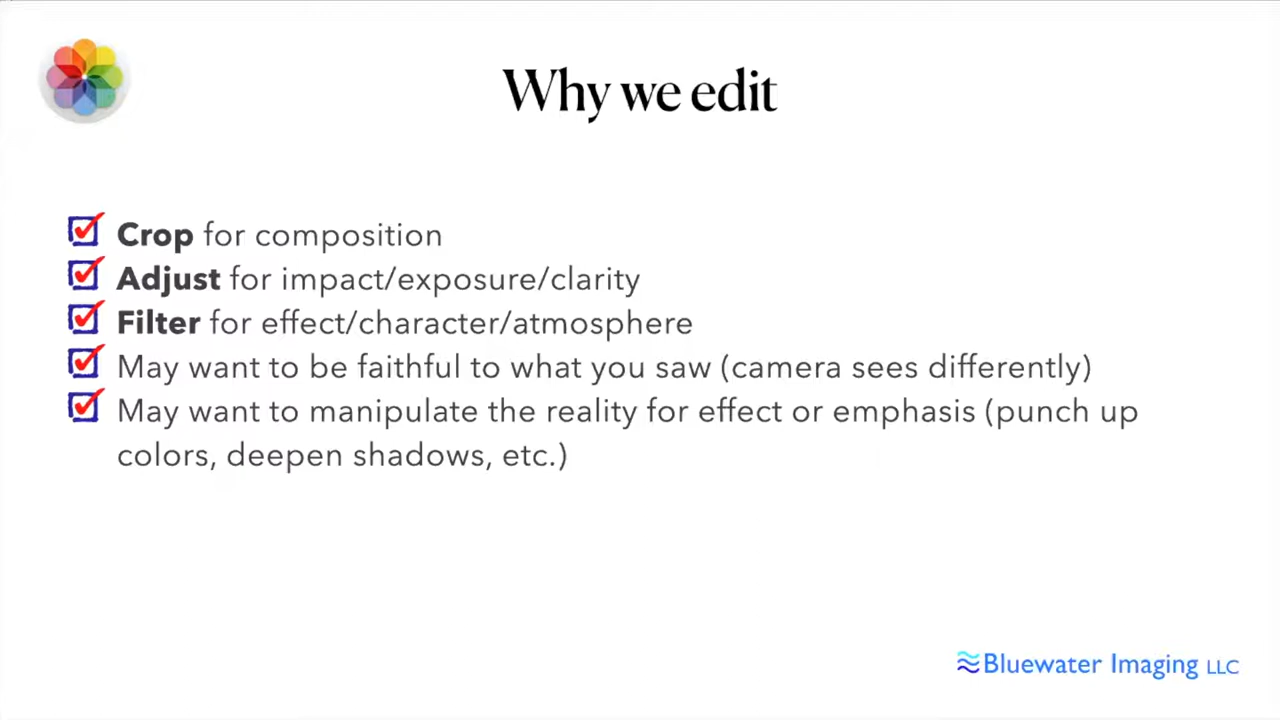 Why we edit
Crop for composition
Adjust for impact/exposure/clarity
Filter for effect/character/atmosphere
May want to be faithful to what you saw (camera sees differently)
May want to manipulate the reality for effect or emphasis (punch up
colors, deepen shadows, etc.)
Bluewater Imaging LLC